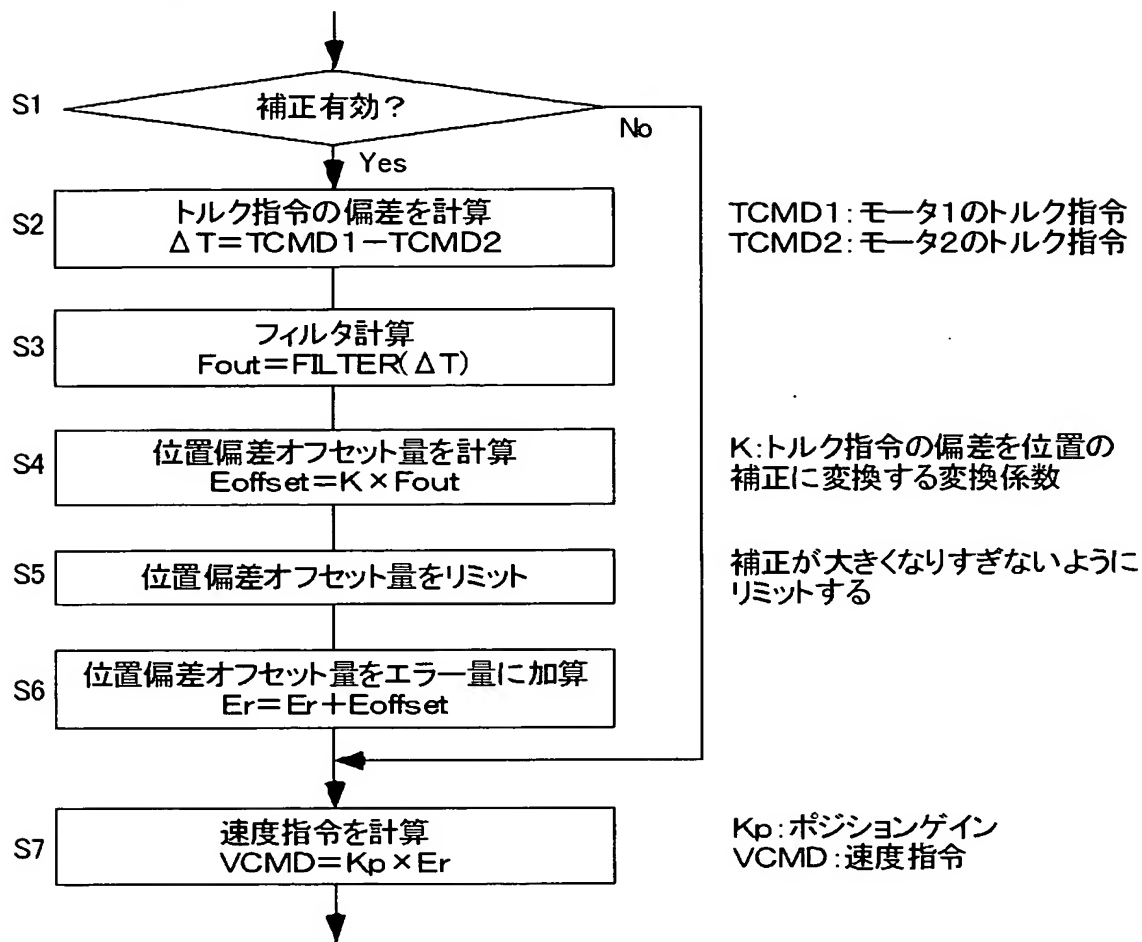 S1
補正有効？
No
Yes
S2
トルク指令の偏差を計算
ΔT＝TCMD1－TCMD2
TCMD1：モータ1のトルク指令
TCMD2：モータ2のトルク指令
S3
フィルタ計算
Fout＝FILTER(ΔT)
S4
位置偏差オフセット量を計算
Eoffset＝K×Fout
K：トルク指令の偏差を位置の
補正に変換する変換係数
S5
位置偏差オフセット量をリミット
補正が大きくなりすぎないように
リミットする
S6
位置偏差オフセット量をエラー量に加算
Er＝Er＋Eoffset
S7
速度指令を計算
VCMD＝Kp×Er
Kp：ポジションゲイン
VCMD：速度指令